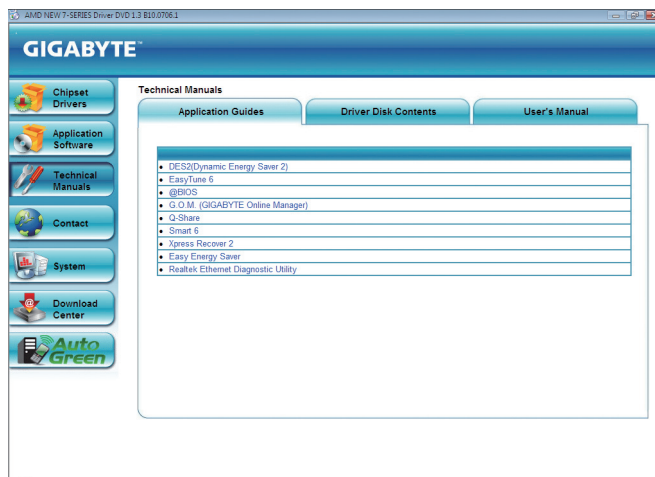 AMD NEW 7-SERIES Driver DVD 1.3 B10.0706.1
GIGABYTE™
Chipset
Drivers
Application
Software
Technical
Manuals
Contact
System
Download
Center
Auto
Green
Technical Manuals
Application Guides
Driver Disk Contents
User's Manual
• DES2(Dynamic Energy Saver 2)
• EasyTune 6
• @BIOS
• G.O.M. (GIGABYTE Online Manager)
• Q-Share
• Smart 6
• Xpress Recover 2
• Easy Energy Saver
• Realtek Ethernet Diagnostic Utility